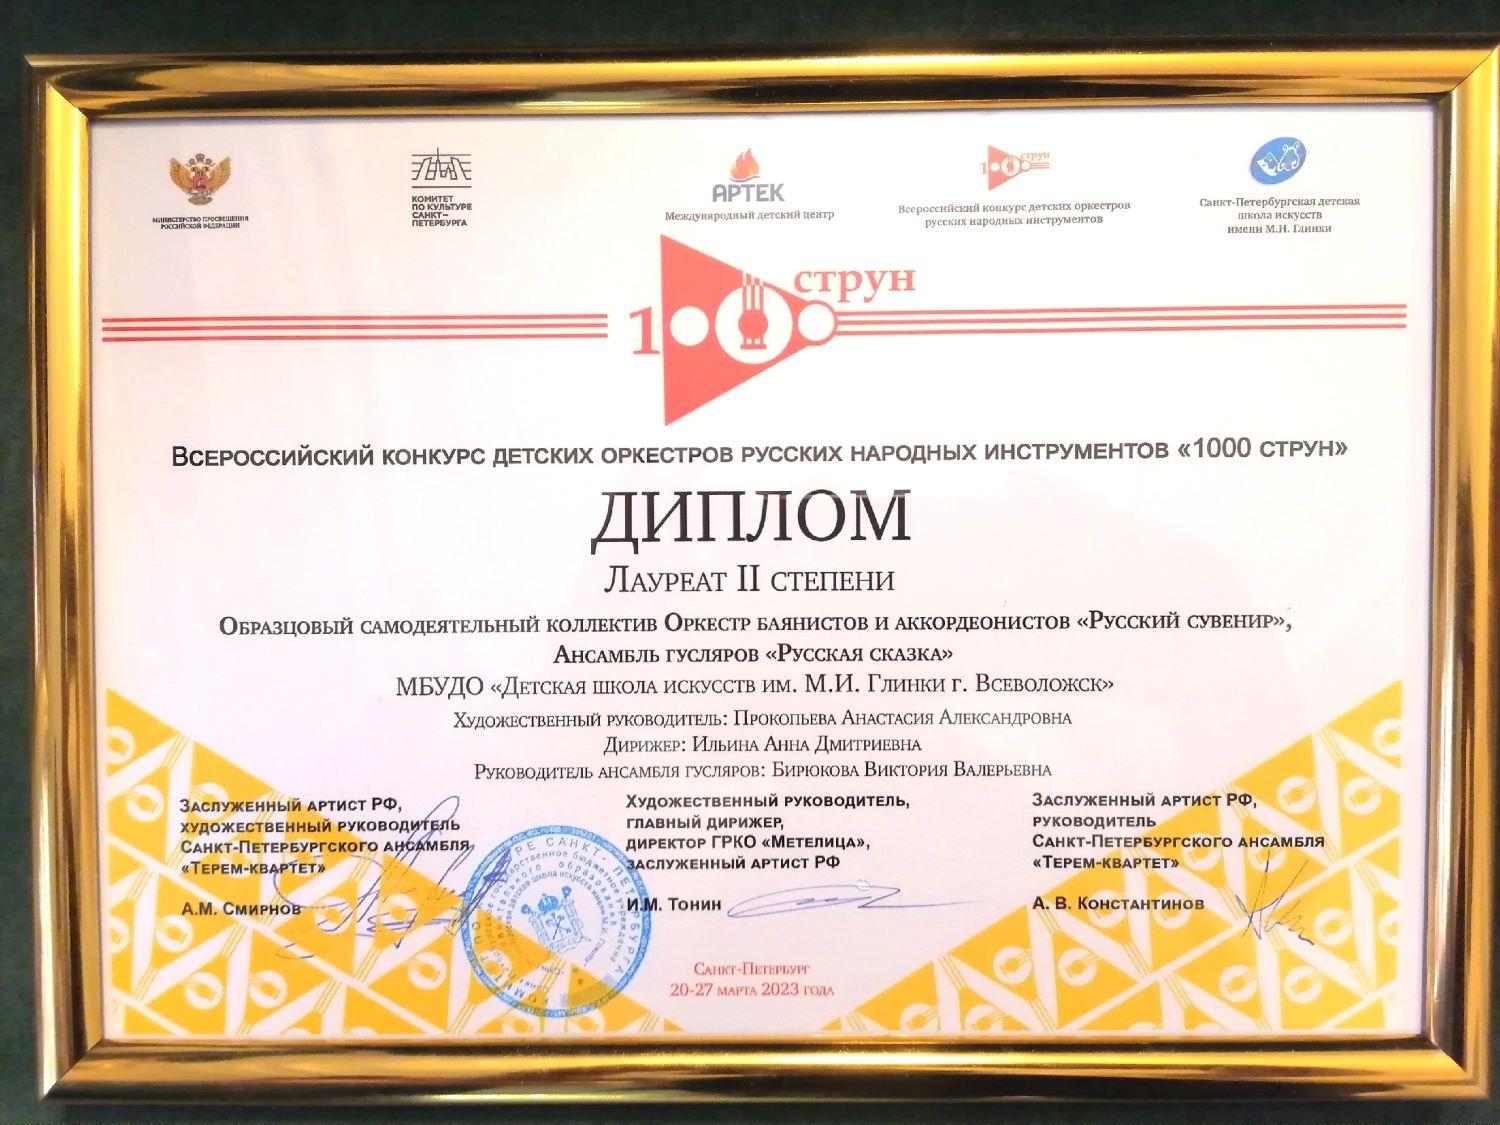 МИНИСТЕРСТВО ПРОСВЕЩЕНИЯ
РОССИЙСКОЙ ФЕДЕРАЦИИ
КОМИТЕТ
ПО КУЛЬТУРЕ
САНКТ-
ПЕТЕРБУРГА
АРТЕК
Международный детский центр
1000 струн
Всероссийский конкурс детских оркестров
русских народных инструментов
Санкт-Петербургская детская
школа искусств
имени М.И. Глинки
1000 струн
Всероссийский конкурс детских оркестров русских народных инструментов «1000 струн»
ДИПЛОМ
Лауреат II степени
Образцовый самодеятельный коллектив Оркестр баянистов и аккордеонистов «Русский сувенир»,
Ансамбль гусляров «Русская сказка»
МБУДО «Детская школа искусств им. М.И. Глинки г. Всеволожск»
Художественный руководитель: Прокопьева Анастасия Александровна
Дирижер: Ильина Анна Дмитриевна
Руководитель ансамбля гусляров: Бирюкова Виктория Валерьевна
Заслуженный артист РФ,
художественный руководитель
Санкт-Петербургского ансамбля
«Терем-квартет»
А.М. Смирнов
Художественный руководитель,
главный дирижер,
директор ГРКО «Метелица»,
заслуженный артист РФ
И.М. Тонин
Заслуженный артист РФ,
руководитель
Санкт-Петербургского ансамбля
«Терем-квартет»
А. В. Константинов
Санкт-Петербург
20-27 марта 2023 года